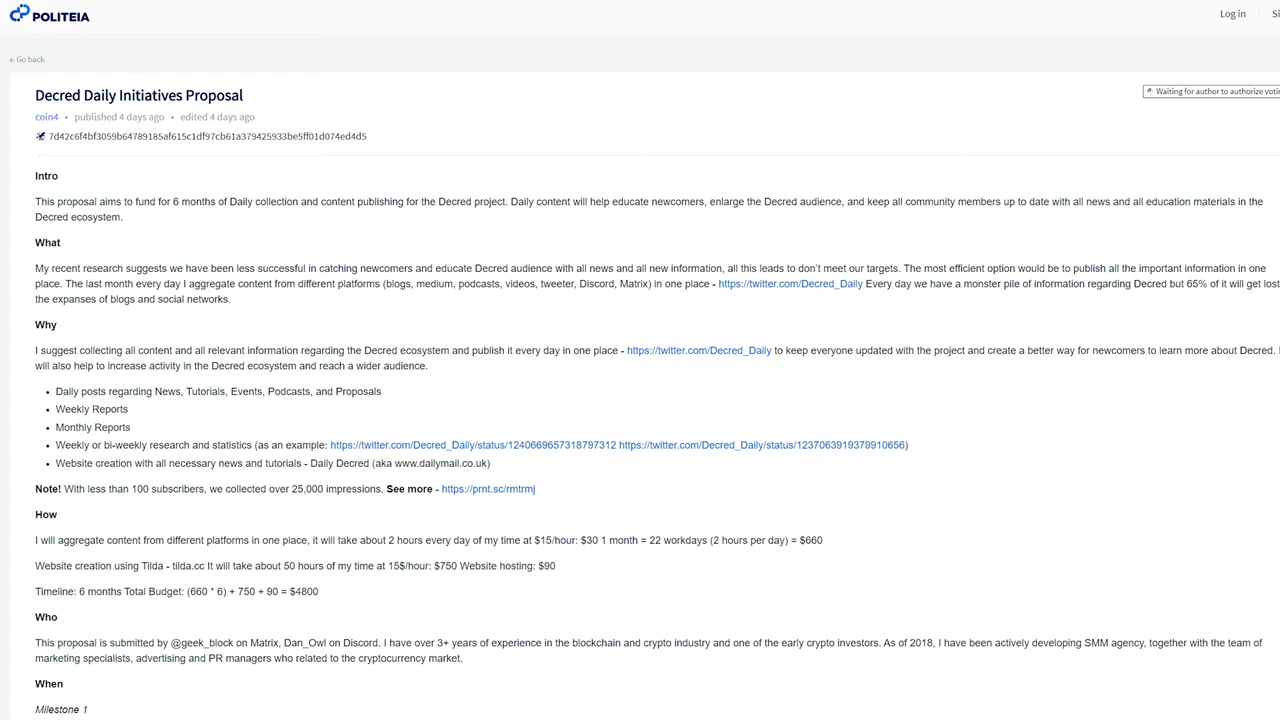 POLITEIA
Log in
Si
← Go back
Decred Daily Initiatives Proposal
Waiting for author to authorize votin
coin4 • published 4 days ago • edited 4 days ago
7d42c6f4bf3059b64789185af615c1df97cb61a379425933be5ff01d074ed4d5
Intro
This proposal aims to fund for 6 months of Daily collection and content publishing for the Decred project. Daily content will help educate newcomers, enlarge the Decred audience, and keep all community members up to date with all news and all education materials in the
Decred ecosystem.
What
My recent research suggests we have been less successful in catching newcomers and educate Decred audience with all news and all new information, all this leads to don't meet our targets. The most efficient option would be to publish all the important information in one
place. The last month every day I aggregate content from different platforms (blogs, medium, podcasts, videos, tweeter, Discord, Matrix) in one place - https://twitter.com/Decred_Daily Every day we have a monster pile of information regarding Decred but 65% of it will get lost
the expanses of blogs and social networks.
Why
I suggest collecting all content and all relevant information regarding the Decred ecosystem and publish it every day in one place - https://twitter.com/Decred_Daily to keep everyone updated with the project and create a better way for newcomers to learn more about Decred. I
will also help to increase activity in the Decred ecosystem and reach a wider audience.
• Daily posts regarding News, Tutorials, Events, Podcasts, and Proposals
• Weekly Reports
• Monthly Reports
• Weekly or bi-weekly research and statistics (as an example: https://twitter.com/Decred_Daily/status/1240669657318797312 https://twitter.com/Decred_Daily/status/1237063919379910656)
• Website creation with all necessary news and tutorials - Daily Decred (aka www.dailymail.co.uk)
Note! With less than 100 subscribers, we collected over 25,000 impressions. See more - https://prnt.sc/rmtrmj
How
I will aggregate content from different platforms in one place, it will take about 2 hours every day of my time at $15/hour: $30 1 month = 22 workdays (2 hours per day) = $660
Website creation using Tilda - tilda.cc It will take about 50 hours of my time at 15$/hour: $750 Website hosting: $90
Timeline: 6 months Total Budget: (660 * 6) + 750 + 90 = $4800
Who
This proposal is submitted by @geek_block on Matrix, Dan_Owl on Discord. I have over 3+ years of experience in the blockchain and crypto industry and one of the early crypto investors. As of 2018, I have been actively developing SMM agency, together with the team of
marketing specialists, advertising and PR managers who related to the cryptocurrency market.
When
Milestone 1